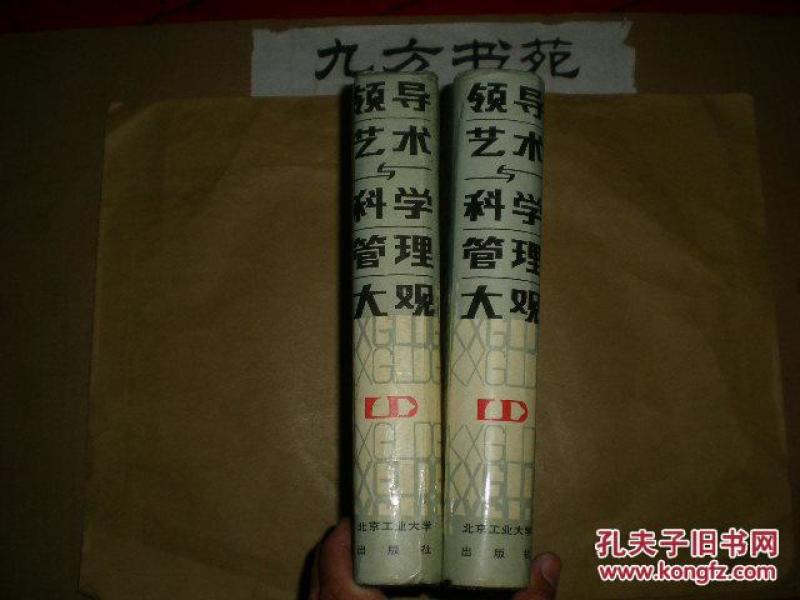 九方书苑
领导
艺术
与
科学
管理
大观
北京工业大学
出版社
领导
艺术
与
科学
管理
大观
北京工业大学
出版社
孔夫子旧书网
www.kongfz.com